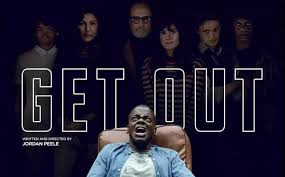 GET OUT
WRITTEN AND DIRECTED BY
JORDAN PEELE